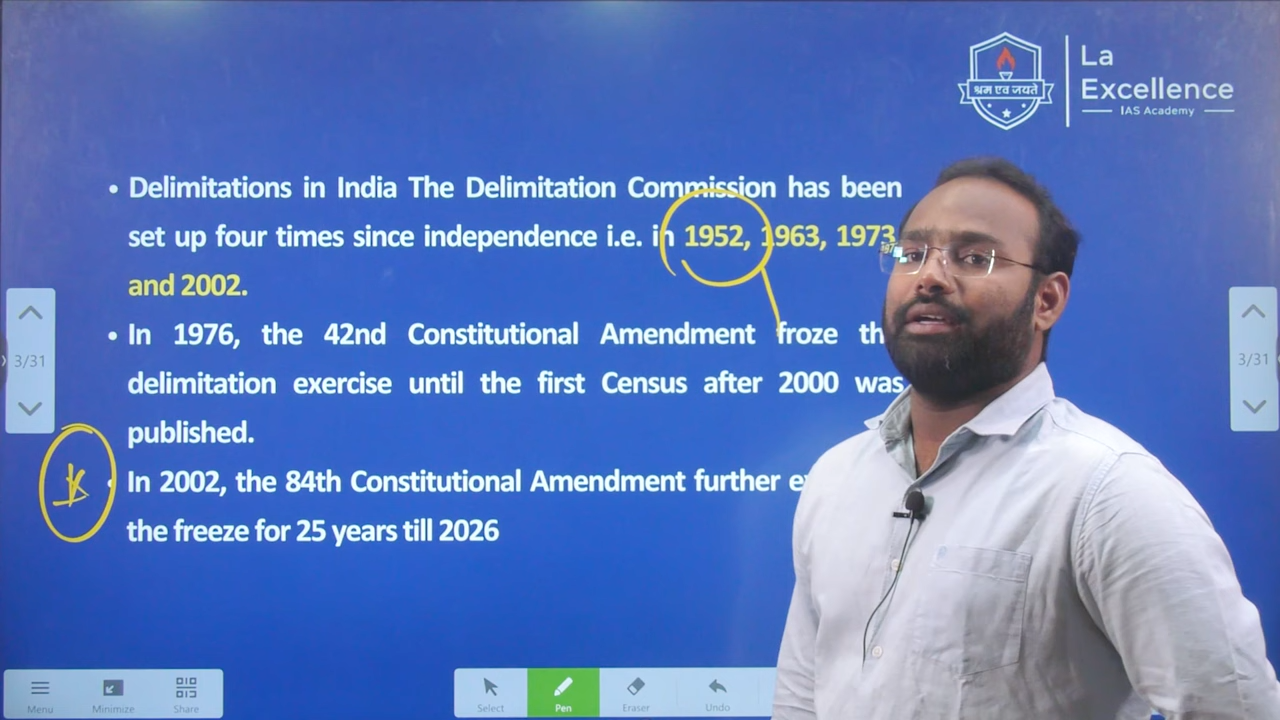 La
Excellence
IAS Academy
श्रम एव जयते
• Delimitations in India The Delimitation Commission has been
set up four times since independence i.e. in 1952, 1963, 1973
and 2002.
• In 1976, the 42nd Constitutional Amendment froze
delimitation exercise until the first Census after 2000 was
published.
• In 2002, the 84th Constitutional Amendment further
the freeze for 25 years till 2026
3/31
3/31
Menu
Minimize
Share
Select
Pen
Eraser
Undo